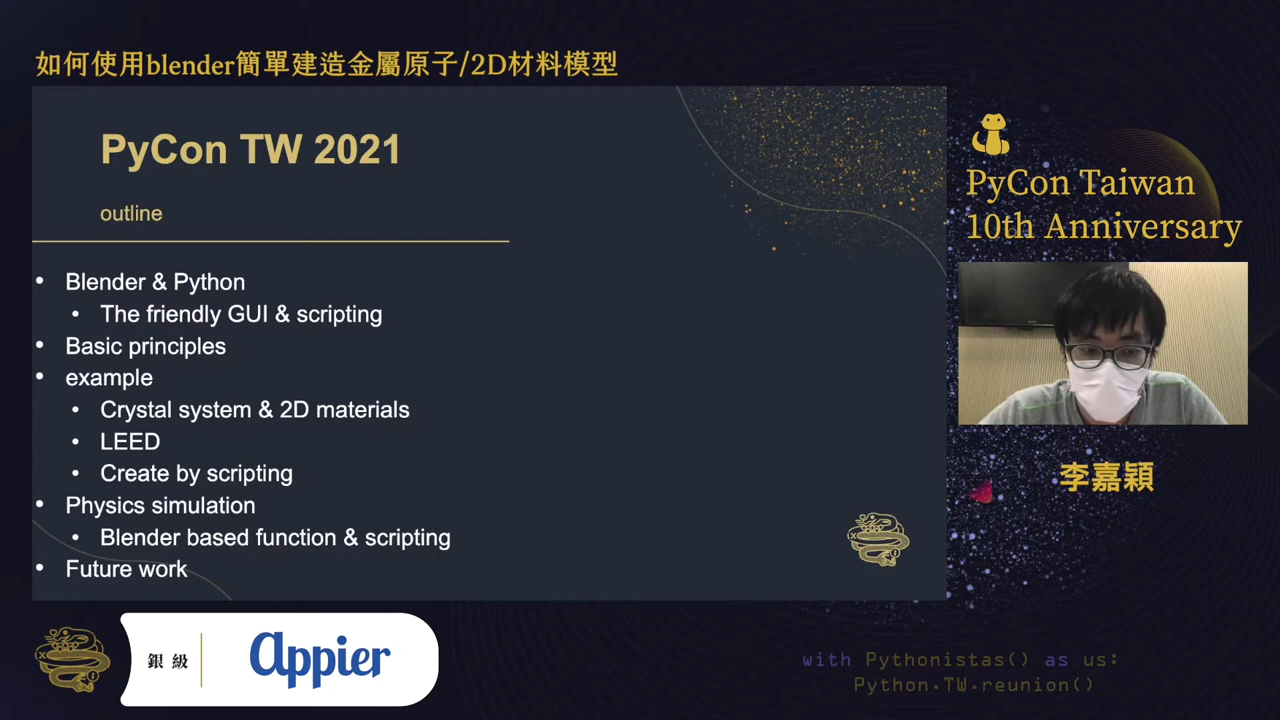 如何使用blender簡單建造金屬原子/2D材料模型
PyCon TW 2021
outline
• Blender & Python
• The friendly GUI & scripting
• Basic principles
• example
• Crystal system & 2D materials
• LEED
• Create by scripting
• Physics simulation
• Blender based function & scripting
• Future work
PyCon Taiwan
10th Anniversary
李嘉穎
銀級
Appier
with Pythonistas() as us:
Python.TW.reunion()